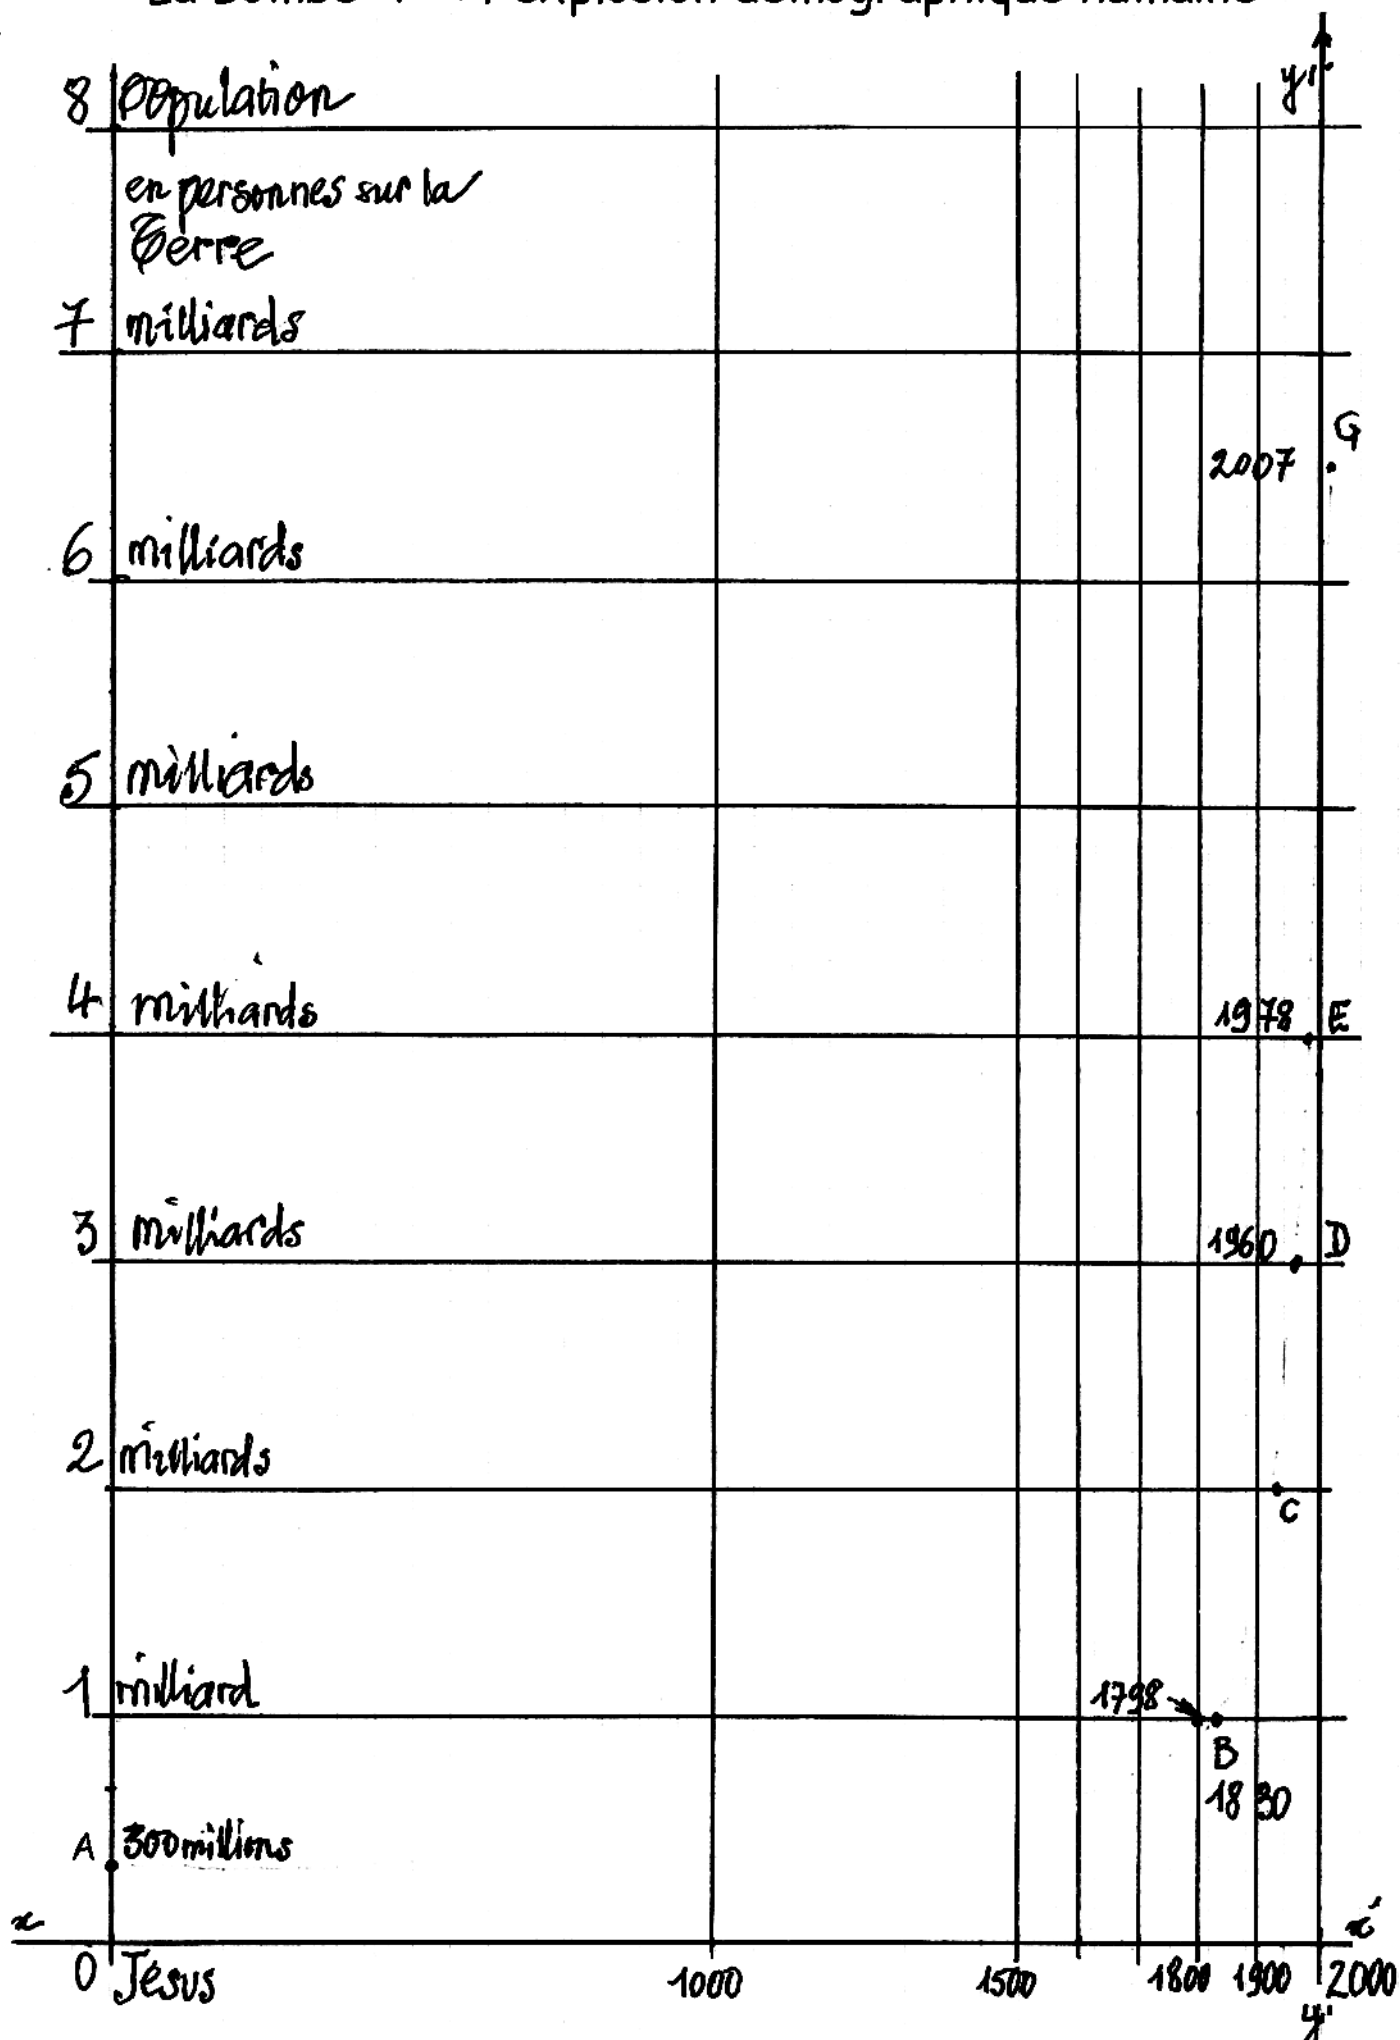 8 Population
y'
en personnes sur la
Terre
7 milliards
G
2007
6 milliards
5 milliards
4 milliards
1978 E
3 milliards
1960 D
2 milliards
C
1 milliard
1798
B
1830
A 300 millions
x x'
0 Jésus 1000 1500 1800 1900 2000
y'